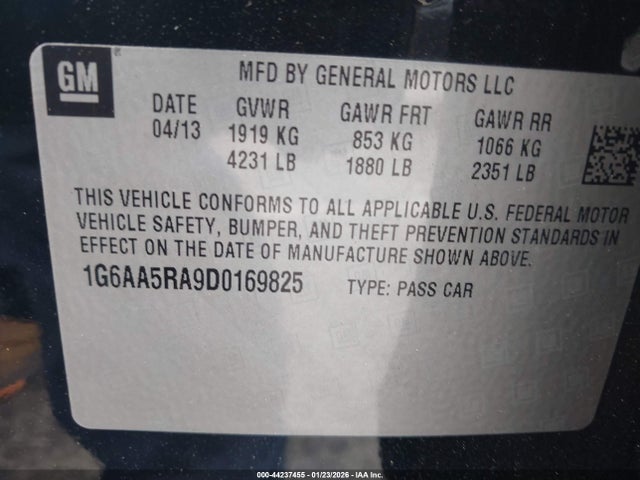 GM
MFD BY GENERAL MOTORS LLC
DATE GVWR GAWR FRT GAWR RR
04/13 1919 KG 853 KG 1066 KG
4231 LB 1880 LB 2351 LB
THIS VEHICLE CONFORMS TO ALL APPLICABLE U.S. FEDERAL MOTOR
VEHICLE SAFETY, BUMPER, AND THEFT PREVENTION STANDARDS IN
EFFECT ON THE DATE OF MANUFACTURE SHOWN ABOVE.
1G6AA5RA9D0169825 TYPE: PASS CAR
000-44237455 - 01/23/2026 - IAA Inc.